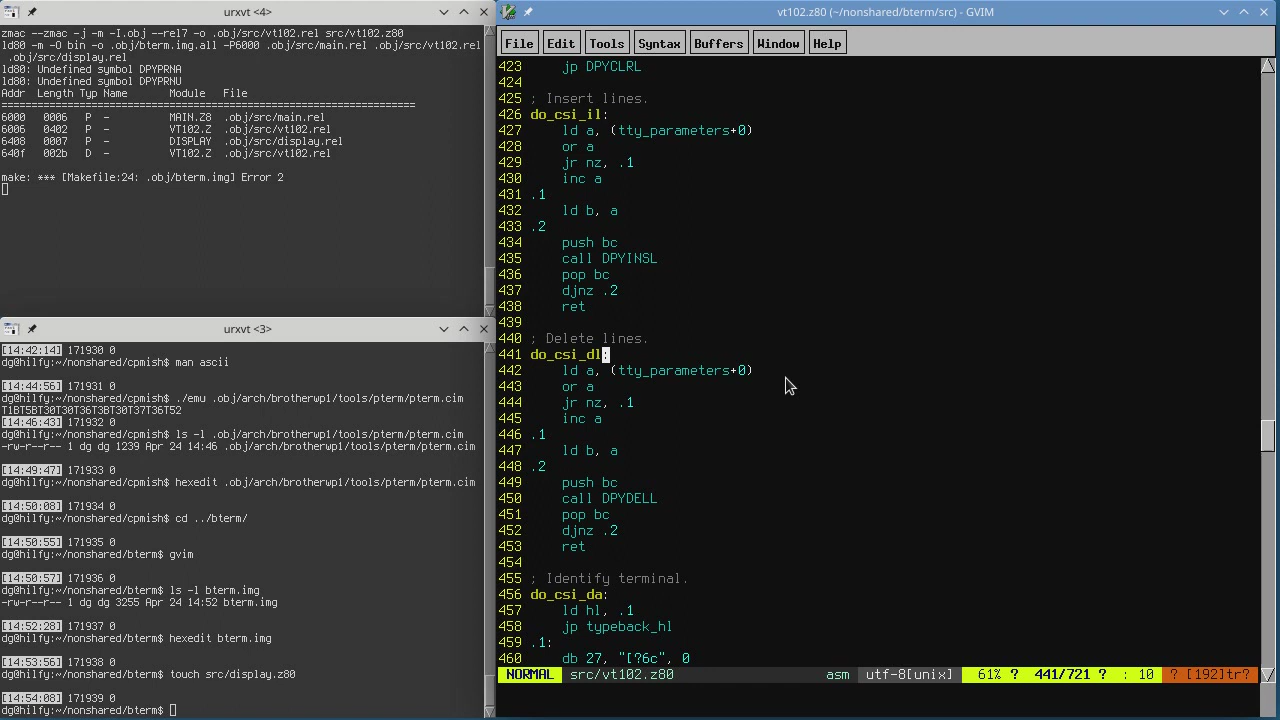 urxvt <4>
zmac --zmac -j -m -I.obj --rel7 -o .obj/src/vt102.rel src/vt102.z80
ld80 -m -O bin -o .obj/bterm.img.all -P6000 .obj/src/main.rel .obj/src/vt102.rel
.obj/src/display.rel
ld80: Undefined symbol DPYPRNA
ld80: Undefined symbol DPYPRNU
Addr Length Typ Name Module File
=====================================================================
6000 0006 P - MAIN.Z8 .obj/src/main.rel
6006 0402 P - VT102.Z .obj/src/vt102.rel
6408 0007 P - DISPLAY .obj/src/display.rel
640f 002b D - VT102.Z .obj/src/vt102.rel
make: *** [Makefile:24: .obj/bterm.img] Error 2
urxvt <3>
[14:42:14] 171930 0
dg@hilfy:~/nonshared/cpmish$ man ascii
[14:44:56] 171931 0
dg@hilfy:~/nonshared/cpmish$ ./emu .obj/arch/brotherwp1/tools/pterm/pterm.cim
T1BT5BT30T30T36T3BT30T37T36T52
[14:46:43] 171932 0
dg@hilfy:~/nonshared/cpmish$ ls -l .obj/arch/brotherwp1/tools/pterm/pterm.cim
-rw-r--r-- 1 dg dg 1239 Apr 24 14:46 .obj/arch/brotherwp1/tools/pterm/pterm.cim
[14:49:47] 171933 0
dg@hilfy:~/nonshared/cpmish$ hexedit .obj/arch/brotherwp1/tools/pterm/pterm.cim
[14:50:08] 171934 0
dg@hilfy:~/nonshared/cpmish$ cd ../bterm/
[14:50:55] 171935 0
dg@hilfy:~/nonshared/bterm$ gvim
[14:50:57] 171936 0
dg@hilfy:~/nonshared/bterm$ ls -l bterm.img
-rw-r--r-- 1 dg dg 3255 Apr 24 14:52 bterm.img
[14:52:28] 171937 0
dg@hilfy:~/nonshared/bterm$ hexedit bterm.img
[14:53:56] 171938 0
dg@hilfy:~/nonshared/bterm$ touch src/display.z80
[14:54:08] 171939 0
dg@hilfy:~/nonshared/bterm$
vt102.z80 (~/nonshared/bterm/src) - GVIM
File Edit Tools Syntax Buffers Window Help
423 jp DPYCLRL
424
425 ; Insert lines.
426 do_csi_il:
427 ld a, (tty_parameters+0)
428 or a
429 jr nz, .1
430 inc a
431 .1
432 ld b, a
433 .2
434 push bc
435 call DPYINSL
436 pop bc
437 djnz .2
438 ret
439
440 ; Delete lines.
441 do_csi_dl:
442 ld a, (tty_parameters+0)
443 or a
444 jr nz, .1
445 inc a
446 .1
447 ld b, a
448 .2
449 push bc
450 call DPYDELL
451 pop bc
452 djnz .2
453 ret
454
455 ; Identify terminal.
456 do_csi_da:
457 ld hl, .1
458 jp typeback_hl
459 .1:
460 db 27, "[?6c", 0
NORMAL src/vt102.z80 asm utf-8[unix] 61% ? 441/721 ? : 10 ? [192]tr?